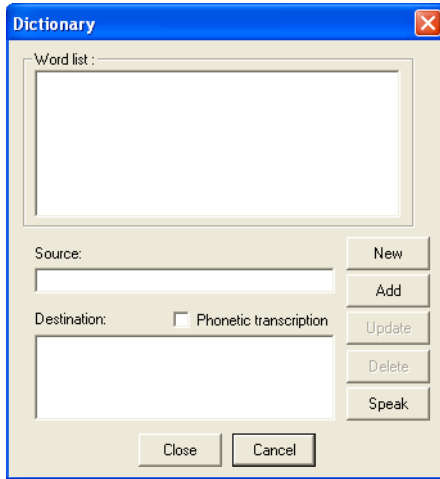 Dictionary
Word list :
Source:
New
Add
Destination:
Phonetic transcription
Update
Delete
Speak
Close
Cancel